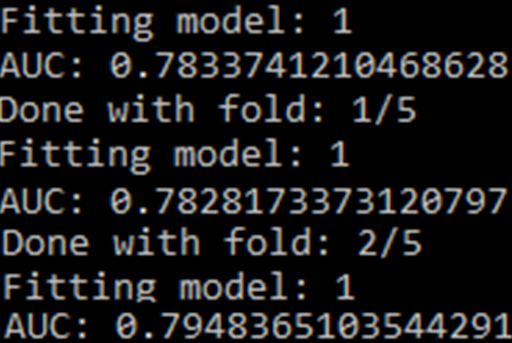 Fitting model: 1
AUC: 0.7833741210468628
Done with fold: 1/5
Fitting model: 1
AUC: 0.7828173373120797
Done with fold: 2/5
Fitting model: 1
AUC: 0.7948365103544291